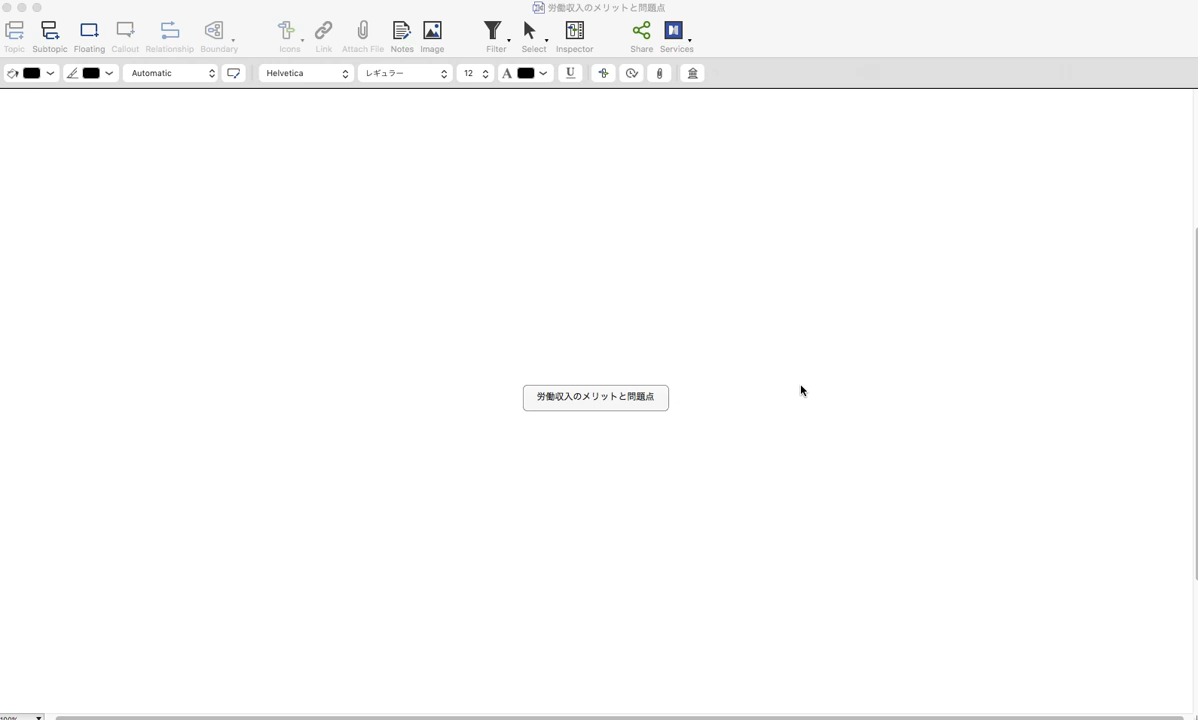 労働収入のメリットと問題点
Topic Subtopic Floating Callout Relationship Boundary Icons Link Attach File Notes Image Filter Select Inspector Share Services
Automatic Helvetica レギュラー 12 A U
労働収入のメリットと問題点
100%